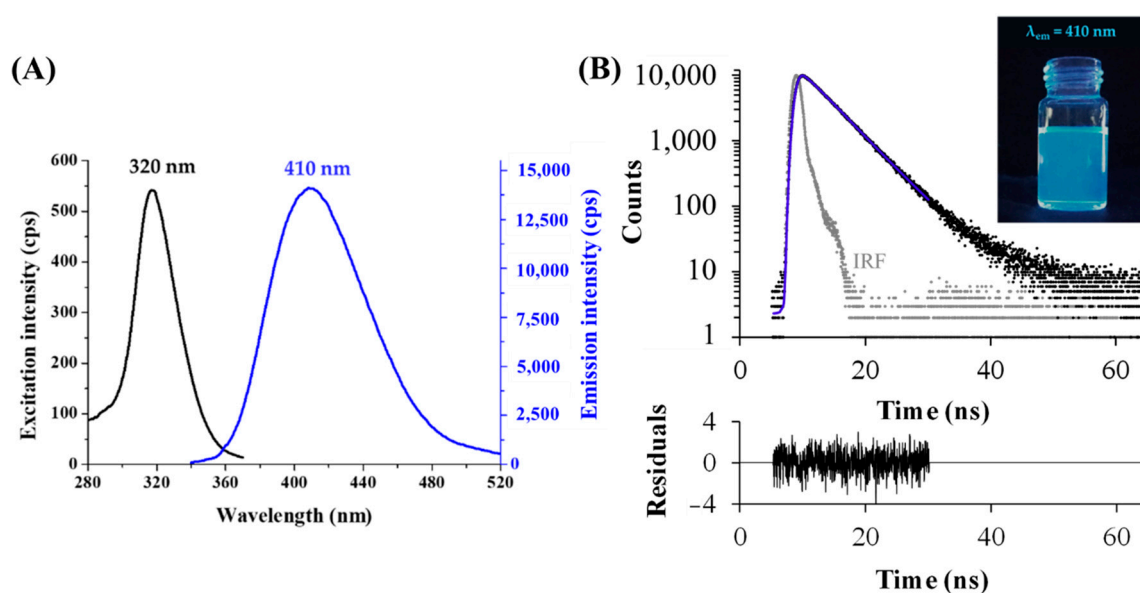 (A)
320 nm
410 nm
600
500
400
300
200
100
0
Excitation intensity (cps)
280
320
360
400
440
480
520
Wavelength (nm)
15,000
12,500
10,000
7,500
5,000
2,500
0
Emission intensity (cps)
(B)
λem = 410 nm
10,000
1,000
100
10
1
Counts
IRF
0
20
40
60
Time (ns)
4
0
−4
Residuals
0
20
40
60
Time (ns)